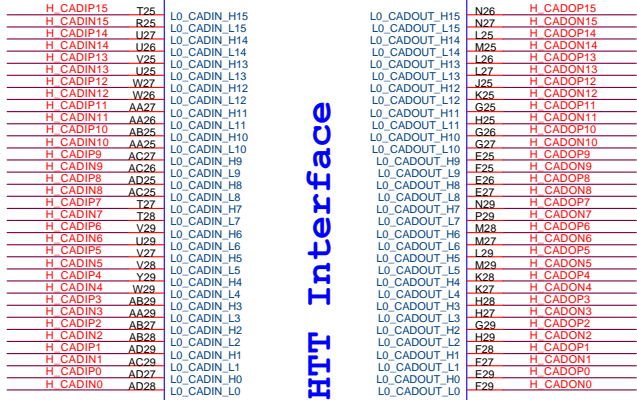 H_CADIP15 T25 L0_CADIN_H15 L0_CADOUT_H15 N26 H_CADOP15
H_CADIN15 R25 L0_CADIN_L15 L0_CADOUT_L15 N27 H_CADON15
H_CADIP14 U27 L0_CADIN_H14 L0_CADOUT_H14 L25 H_CADOP14
H_CADIN14 U26 L0_CADIN_L14 L0_CADOUT_L14 M25 H_CADON14
H_CADIP13 V25 L0_CADIN_H13 L0_CADOUT_H13 L26 H_CADOP13
H_CADIN13 U25 L0_CADIN_L13 L0_CADOUT_L13 L27 H_CADON13
H_CADIP12 W27 L0_CADIN_H12 L0_CADOUT_H12 J25 H_CADOP12
H_CADIN12 W26 L0_CADIN_L12 L0_CADOUT_L12 K25 H_CADON12
H_CADIP11 AA27 L0_CADIN_H11 L0_CADOUT_H11 G25 H_CADOP11
H_CADIN11 AA26 L0_CADIN_L11 L0_CADOUT_L11 H25 H_CADON11
H_CADIP10 AB25 L0_CADIN_H10 L0_CADOUT_H10 G26 H_CADOP10
H_CADIN10 AA25 L0_CADIN_L10 L0_CADOUT_L10 G27 H_CADON10
H_CADIP9 AC27 L0_CADIN_H9 L0_CADOUT_H9 E25 H_CADOP9
H_CADIN9 AC26 L0_CADIN_L9 L0_CADOUT_L9 F25 H_CADON9
H_CADIP8 AD25 L0_CADIN_H8 L0_CADOUT_H8 E26 H_CADOP8
H_CADIN8 AC25 L0_CADIN_L8 L0_CADOUT_L8 E27 H_CADON8
H_CADIP7 T27 L0_CADIN_H7 L0_CADOUT_H7 N29 H_CADOP7
H_CADIN7 T28 L0_CADIN_L7 L0_CADOUT_L7 P29 H_CADON7
H_CADIP6 V29 L0_CADIN_H6 L0_CADOUT_H6 M28 H_CADOP6
H_CADIN6 U29 L0_CADIN_L6 L0_CADOUT_L6 M27 H_CADON6
H_CADIP5 V27 L0_CADIN_H5 L0_CADOUT_H5 L29 H_CADOP5
H_CADIN5 V28 L0_CADIN_L5 L0_CADOUT_L5 M29 H_CADON5
H_CADIP4 Y29 L0_CADIN_H4 L0_CADOUT_H4 K28 H_CADOP4
H_CADIN4 W29 L0_CADIN_L4 L0_CADOUT_L4 K27 H_CADON4
H_CADIP3 AB29 L0_CADIN_H3 L0_CADOUT_H3 H28 H_CADOP3
H_CADIN3 AA29 L0_CADIN_L3 L0_CADOUT_L3 H27 H_CADON3
H_CADIP2 AB27 L0_CADIN_H2 L0_CADOUT_H2 G29 H_CADOP2
H_CADIN2 AB28 L0_CADIN_L2 L0_CADOUT_L2 H29 H_CADON2
H_CADIP1 AD29 L0_CADIN_H1 L0_CADOUT_H1 F28 H_CADOP1
H_CADIN1 AC29 L0_CADIN_L1 L0_CADOUT_L1 F27 H_CADON1
H_CADIP0 AD27 L0_CADIN_H0 L0_CADOUT_H0 E29 H_CADOP0
H_CADIN0 AD28 L0_CADIN_L0 L0_CADOUT_L0 F29 H_CADON0
HTT Interface